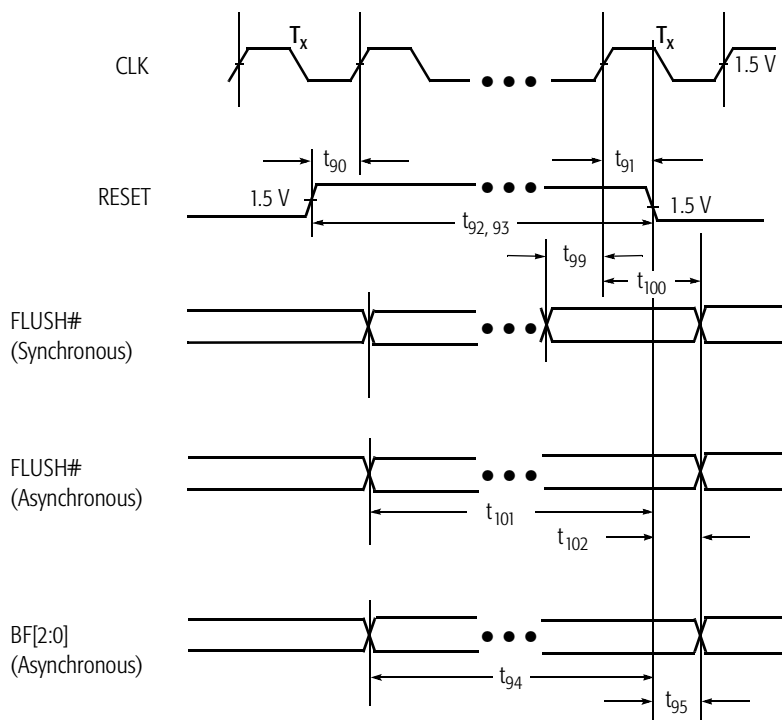 Tx
Tx
CLK
1.5 V
t90
t91
RESET
1.5 V
1.5 V
t92, 93
t99
t100
FLUSH#
(Synchronous)
FLUSH#
(Asynchronous)
t101
t102
BF[2:0]
(Asynchronous)
t94
t95